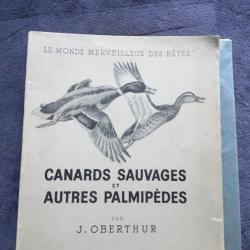 LE MONDE MERVEILLEUX DES BÊTES
CANARDS SAUVAGES
ET
AUTRES PALMIPÈDES
PAR
J. OBERTHUR